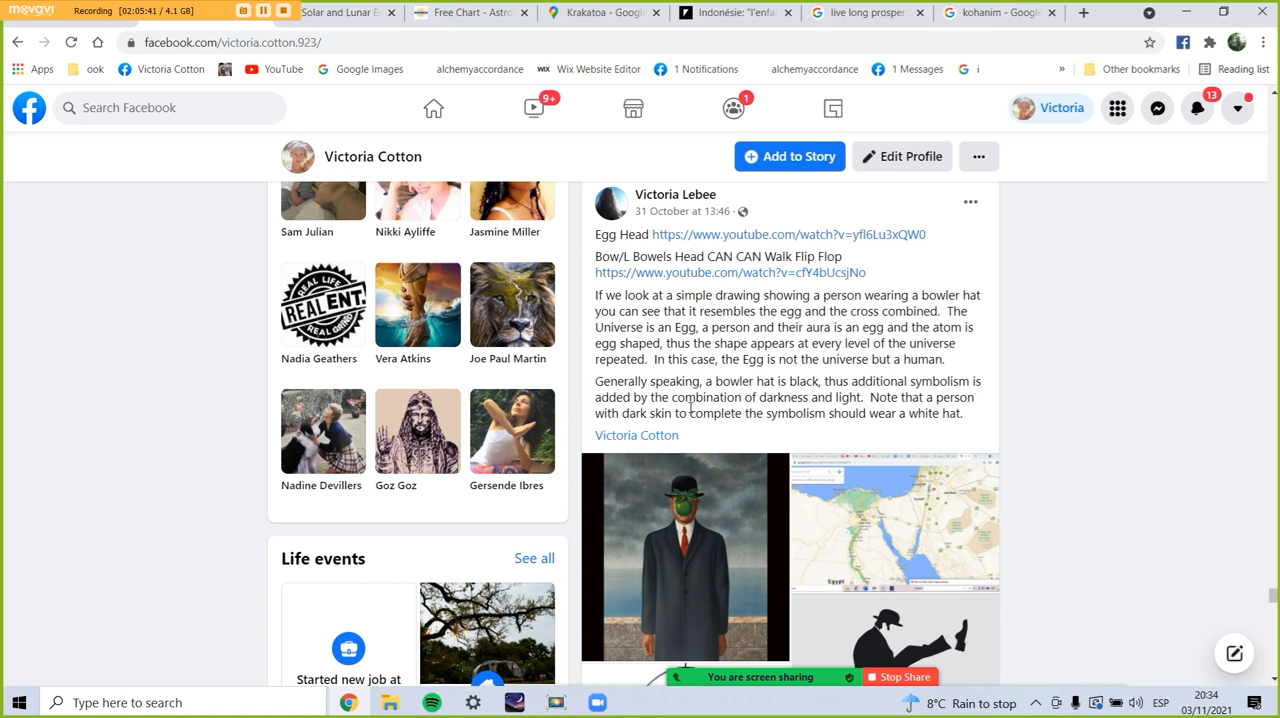 movavi
Recording 02:05:41 / 4.1 GB
Solar and Lunar E
Free Chart - Astro
Krakatoa - Google
"l'enfa
live long prosper
kohanim - Google
facebook.com/victoria.cotton.923/
Apps
ook
Victoria Cotton
YouTube
Google Images
alchemyaccordance
WiX Wix Website Editor
1 Notifications
alchemyaccordance
1 Messages
i
»
Other bookmarks
Reading list
Search Facebook
9+
1
Victoria
13
Victoria Cotton
Add to Story
Edit Profile
Sam Julian
Nikki Ayliffe
Jasmine Miller
REAL LIFE
REAL ENT.
REAL GRIND
Nadia Geathers
Vera Atkins
Joe Paul Martin
Nadine Devillers
Goz Goz
Gersende Ibres
Life events
See all
Started new job at
Victoria Lebee
31 October at 13:46 ·
Egg Head https://www.youtube.com/watch?v=yfl6Lu3xQW0
Bow/L Bowels Head CAN CAN Walk Flip Flop
https://www.youtube.com/watch?v=cfY4bUcsjNo
If we look at a simple drawing showing a person wearing a bowler hat
you can see that it resembles the egg and the cross combined. The
Universe is an Egg, a person and their aura is an egg and the atom is
egg shaped, thus the shape appears at every level of the universe
repeated. In this case, the Egg is not the universe but a human.
Generally speaking, a bowler hat is black, thus additional symbolism is
added by the combination of darkness and light. Note that a person
with dark skin to complete the symbolism should wear a white hat.
Victoria Cotton
Egypt
You are screen sharing
Stop Share
Type here to search
8°C Rain to stop
ESP
20:34
03/11/2021